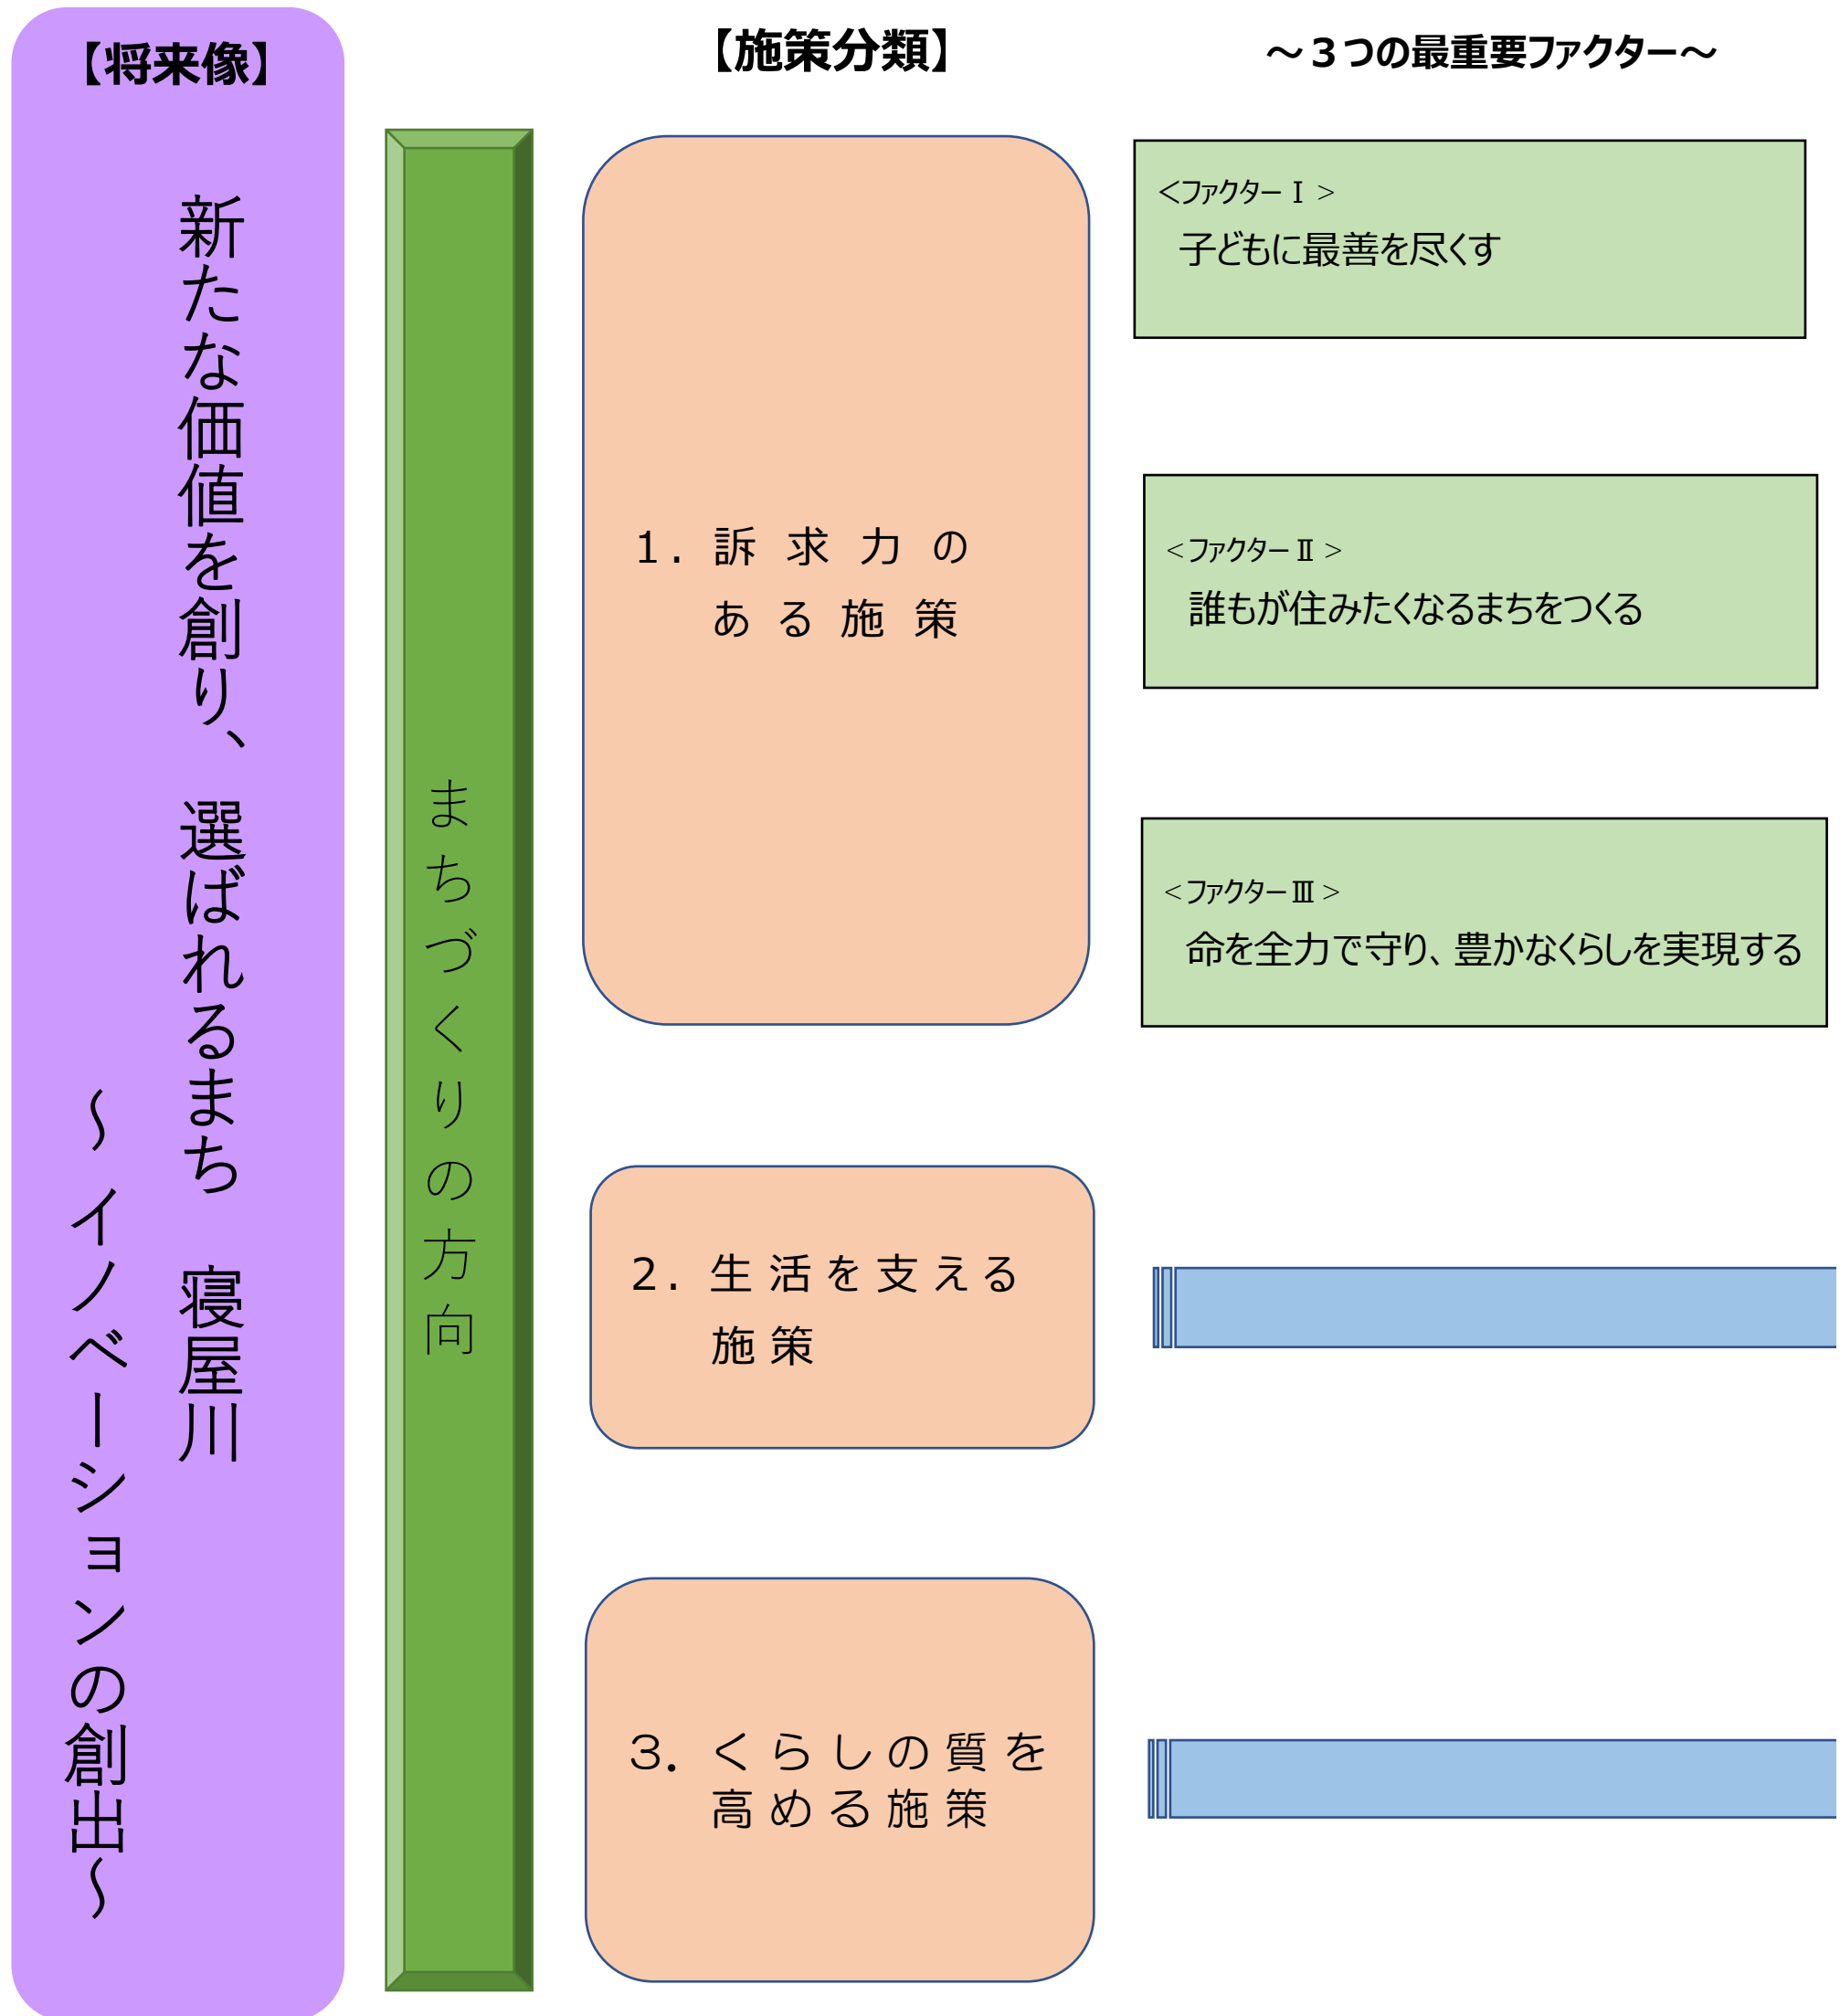 【将来像】
新たな価値を創り、選ばれるまち　寝屋川
～イノベーションの創出～
まちづくりの方向
【施策分類】
1. 訴求力の
ある施策
2. 生活を支える
施策
3. くらしの質を
高める施策
～３つの最重要ファクター～
＜ファクターⅠ＞
子どもに最善を尽くす
＜ファクターⅡ＞
誰もが住みたくなるまちをつくる
＜ファクターⅢ＞
命を全力で守り、豊かなくらしを実現する